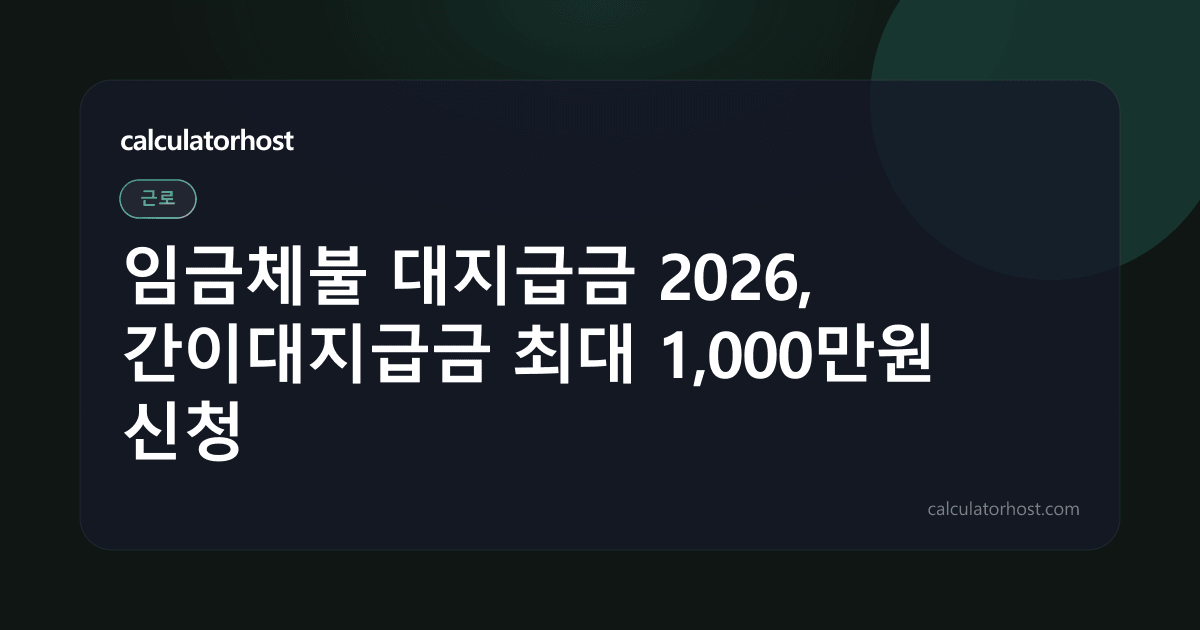 calculatorhost
근로
임금체불 대지급금 2026,
간이대지급금 최대 1,000만원
신청
calculatorhost.com